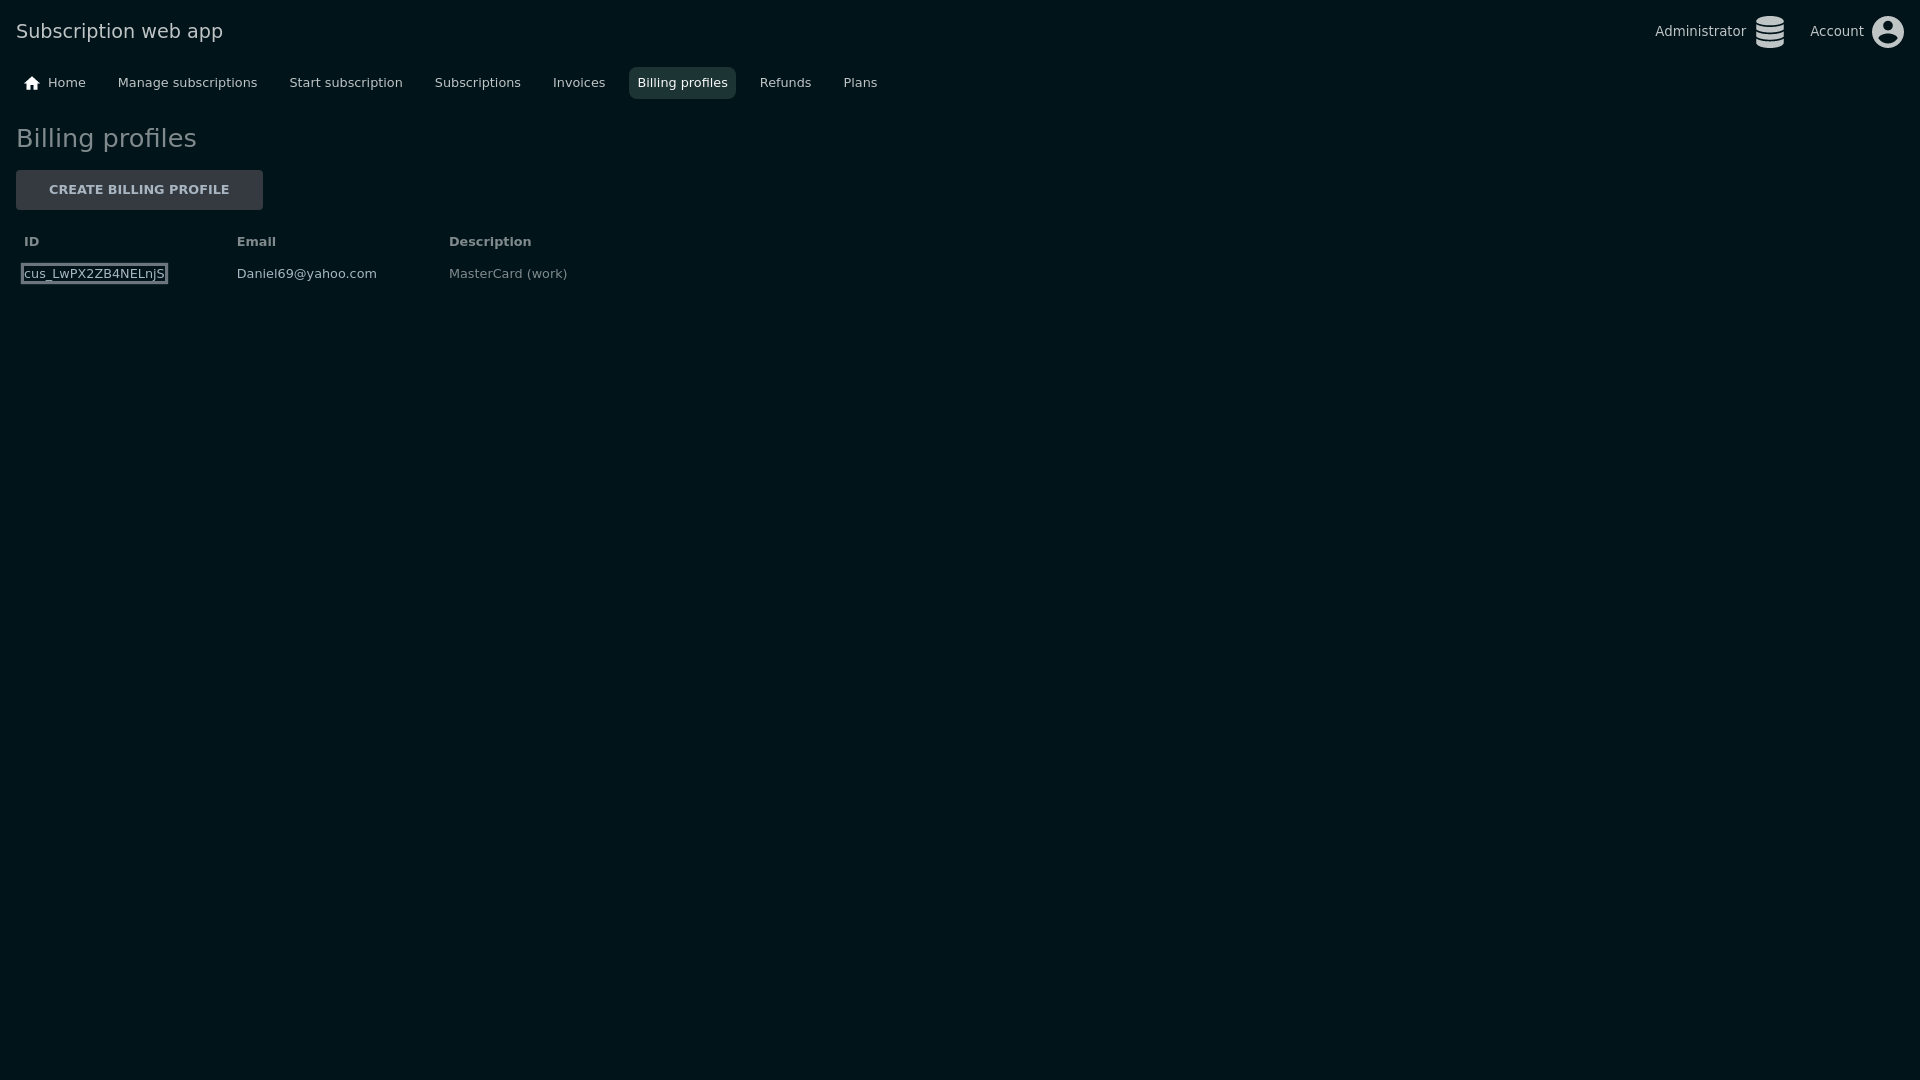 Subscription web app
Administrator
Account
Home
Manage subscriptions
Start subscription
Subscriptions
Invoices
Billing profiles
Refunds
Plans
Billing profiles
CREATE BILLING PROFILE
ID Email Description
cus_LwPX2ZB4NELnjS Daniel69@yahoo.com MasterCard (work)